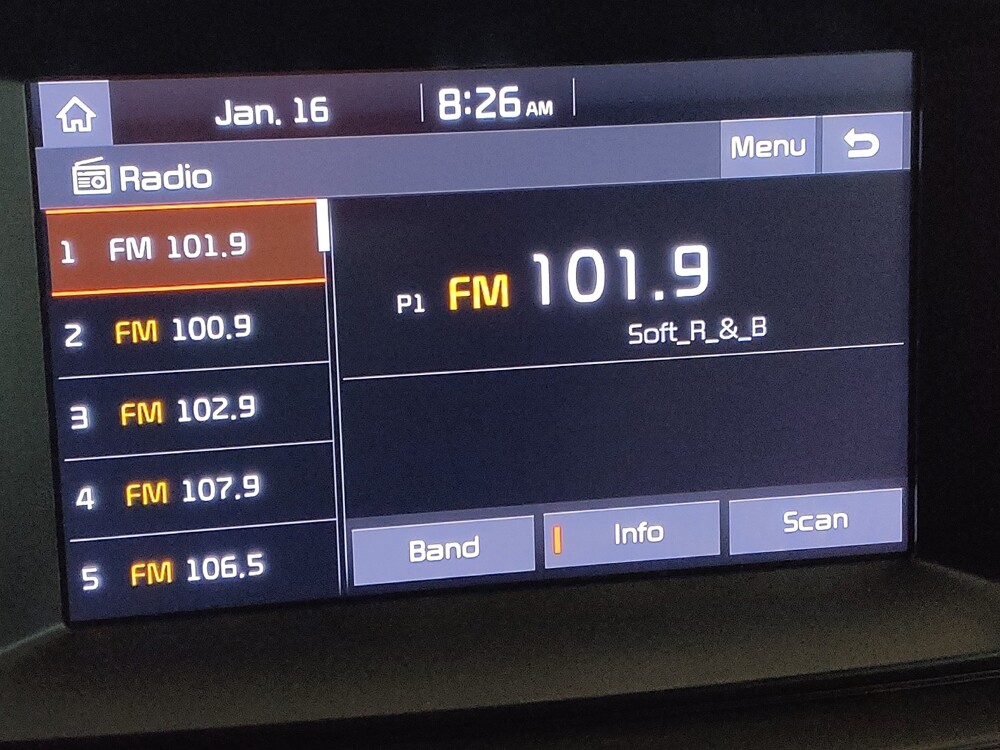 Jan. 16 8:26 AM
Radio Menu
1 FM 101.9
2 FM 100.9
3 FM 102.9
4 FM 107.9
5 FM 106.5
P1 FM 101.9
Soft_R_&_B
Band Info Scan